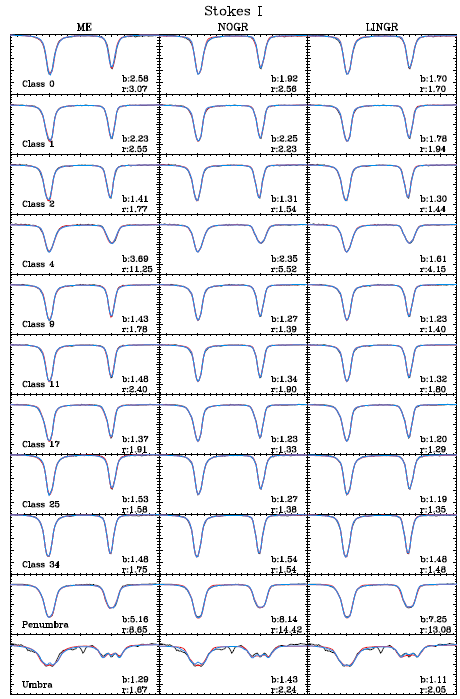 Stokes I
ME NOGR LINGR
Class 0 b:2.58 b:1.92 b:1.70
r:3.07 r:2.56 r:1.70
Class 1 b:2.23 b:2.25 b:1.78
r:2.55 r:2.23 r:1.94
Class 2 b:1.41 b:1.31 b:1.30
r:1.77 r:1.54 r:1.44
Class 4 b:3.69 b:2.35 b:1.61
r:11.25 r:5.52 r:4.15
Class 9 b:1.43 b:1.27 b:1.23
r:1.78 r:1.39 r:1.40
Class 11 b:1.48 b:1.34 b:1.32
r:2.40 r:1.90 r:1.80
Class 17 b:1.37 b:1.23 b:1.20
r:1.91 r:1.33 r:1.29
Class 25 b:1.53 b:1.27 b:1.19
r:1.58 r:1.38 r:1.35
Class 34 b:1.48 b:1.54 b:1.48
r:1.75 r:1.54 r:1.48
Penumbra b:5.16 b:8.14 b:7.25
r:8.65 r:14.42 r:13.08
Umbra b:1.29 b:1.43 b:1.11
r:1.67 r:2.24 r:2.05